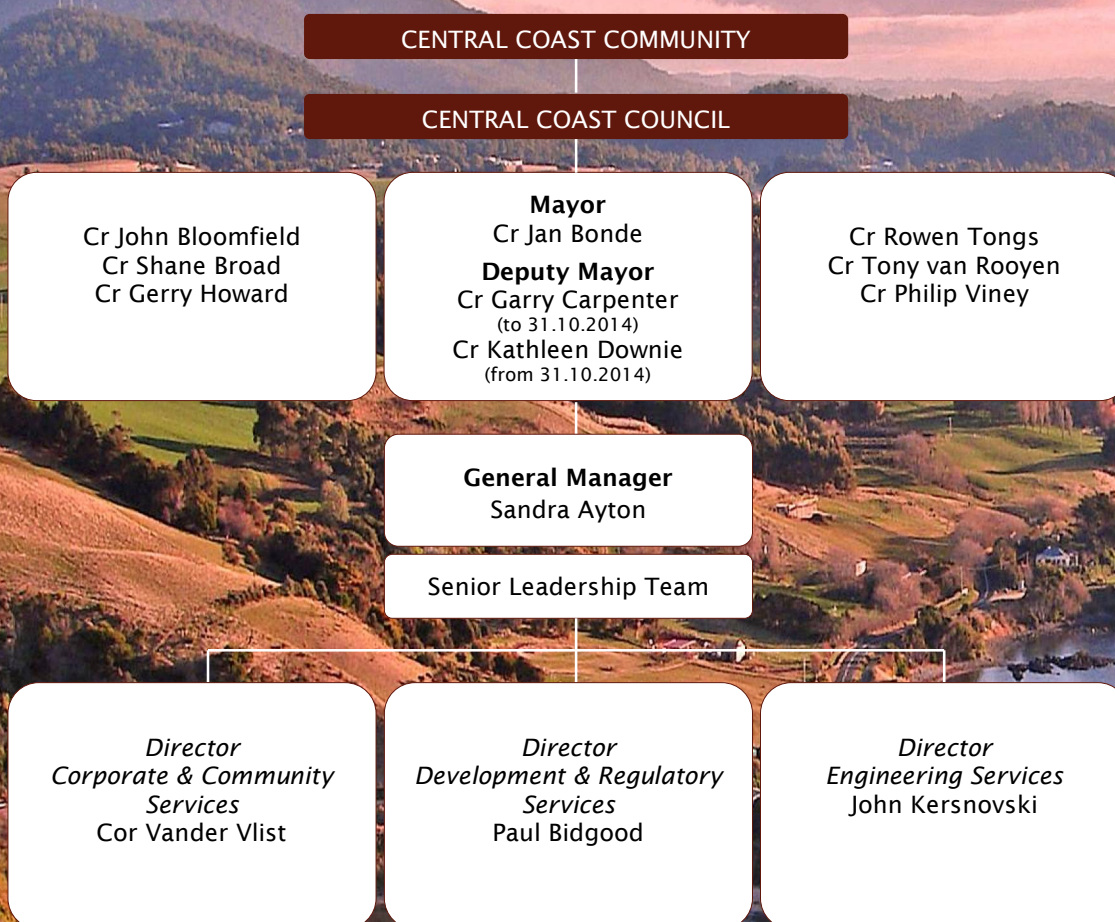 CENTRAL COAST COMMUNITY
CENTRAL COAST COUNCIL
Cr John Bloomfield
Cr Shane Broad
Cr Gerry Howard
Mayor
Cr Jan Bonde
Deputy Mayor
Cr Garry Carpenter
(to 31.10.2014)
Cr Kathleen Downie
(from 31.10.2014)
Cr Rowen Tongs
Cr Tony van Rooyen
Cr Philip Viney
General Manager
Sandra Ayton
Senior Leadership Team
Director
Corporate & Community
Services
Cor Vander Vlist
Director
Development & Regulatory
Services
Paul Bidgood
Director
Engineering Services
John Kersnovski